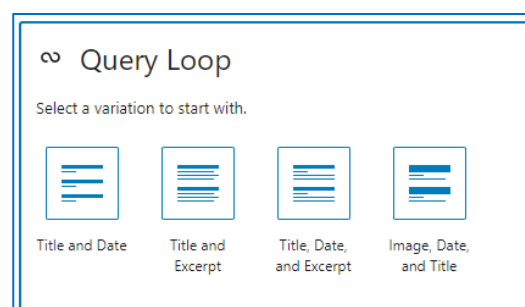 Query Loop
Select a variation to start with.
Title and Date
Title and
Excerpt
Title, Date,
and Excerpt
Image, Date,
and Title